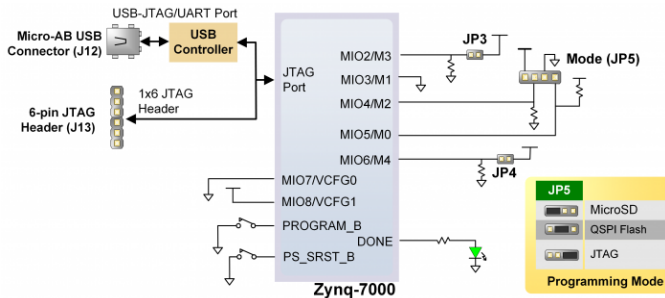 USB-JTAG/UART Port
Micro-AB USB
Connector (J12)
USB
Controller
6-pin JTAG
Header (J13)
1x6 JTAG
Header
JTAG
Port
MIO2/M3
MIO3/M1
MIO4/M2
MIO5/M0
MIO6/M4
MIO7/VCFG0
MIO8/VCFG1
PROGRAM_B
PS_SRST_B
DONE
Zynq-7000
JP3
Mode (JP5)
JP4
JP5
MicroSD
QSPI Flash
JTAG
Programming Mode